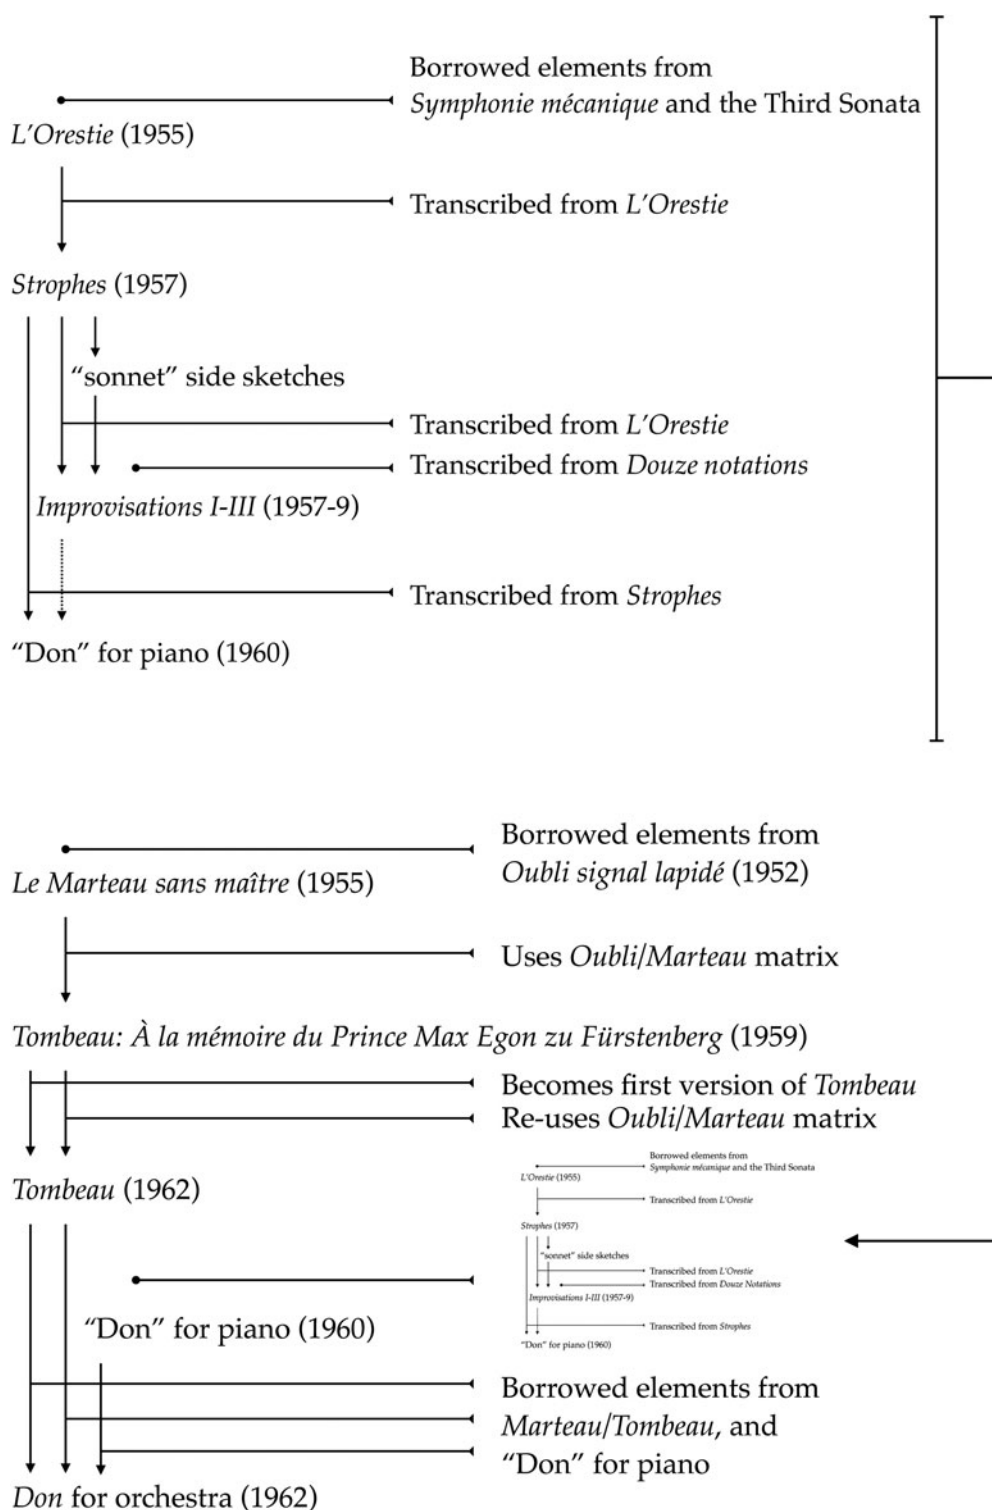 Borrowed elements from
Symphonie mécanique and the Third Sonata
L'Orestie (1955)
Transcribed from L'Orestie
Strophes (1957)
“sonnet” side sketches
Transcribed from L'Orestie
Transcribed from Douze notations
Improvisations I-III (1957-9)
Transcribed from Strophes
“Don” for piano (1960)
Borrowed elements from
Oubli signal lapidé (1952)
Le Marteau sans maître (1955)
Uses Oubli/Marteau matrix
Tombeau: À la mémoire du Prince Max Egon zu Fürstenberg (1959)
Becomes first version of Tombeau
Re-uses Oubli/Marteau matrix
Tombeau (1962)
Borrowed elements from
Symphonie mécanique and the Third Sonata
L'Orestie (1955)
Transcribed from L'Orestie
Strophes (1957)
“sonnet” side sketches
Transcribed from L'Orestie
Transcribed from Douze Notations
Improvisations I-III (1957-9)
Transcribed from Strophes
“Don” for piano (1960)
“Don” for piano (1960)
Borrowed elements from
Marteau/Tombeau, and
“Don” for piano
Don for orchestra (1962)